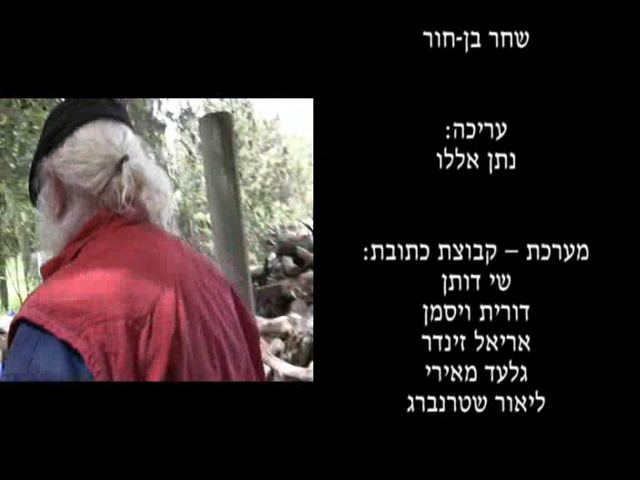 שחר בן-חור
עריכה:
נתן אללו
מערכת – קבוצת כתובת:
שי דותן
דורית ויסמן
אריאל זינדר
גלעד מאירי
ליאור שטרנברג